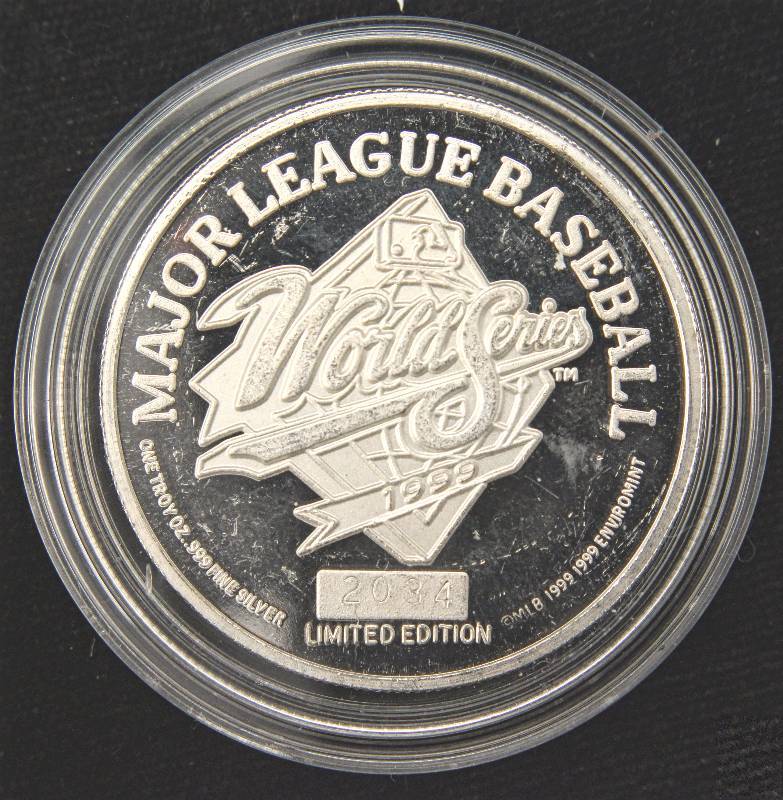 MAJOR LEAGUE BASEBALL
World Series
TM
1999
ONE TROY OZ. .999 FINE SILVER
2034
LIMITED EDITION
©MLB 1999 1999 ENVIROMINT